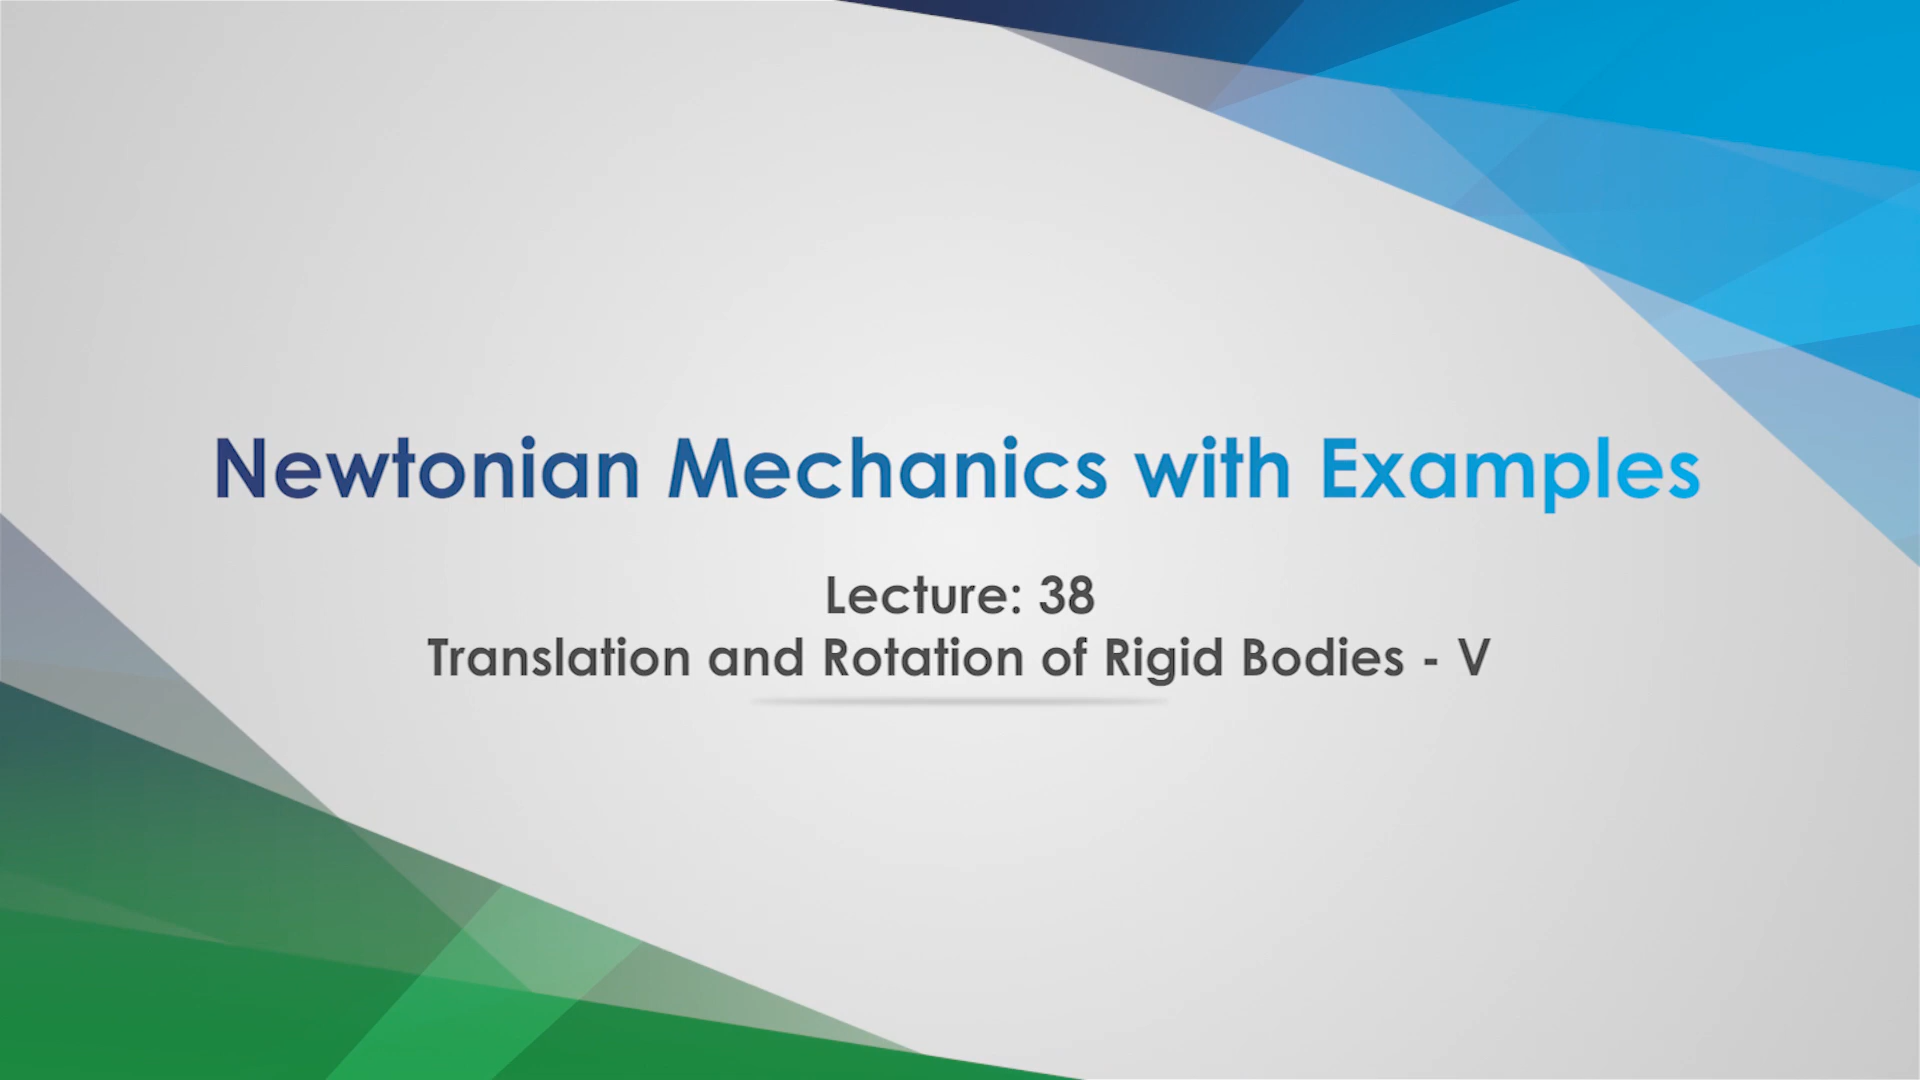 Newtonian Mechanics with Examples
Lecture: 38
Translation and Rotation of Rigid Bodies - V